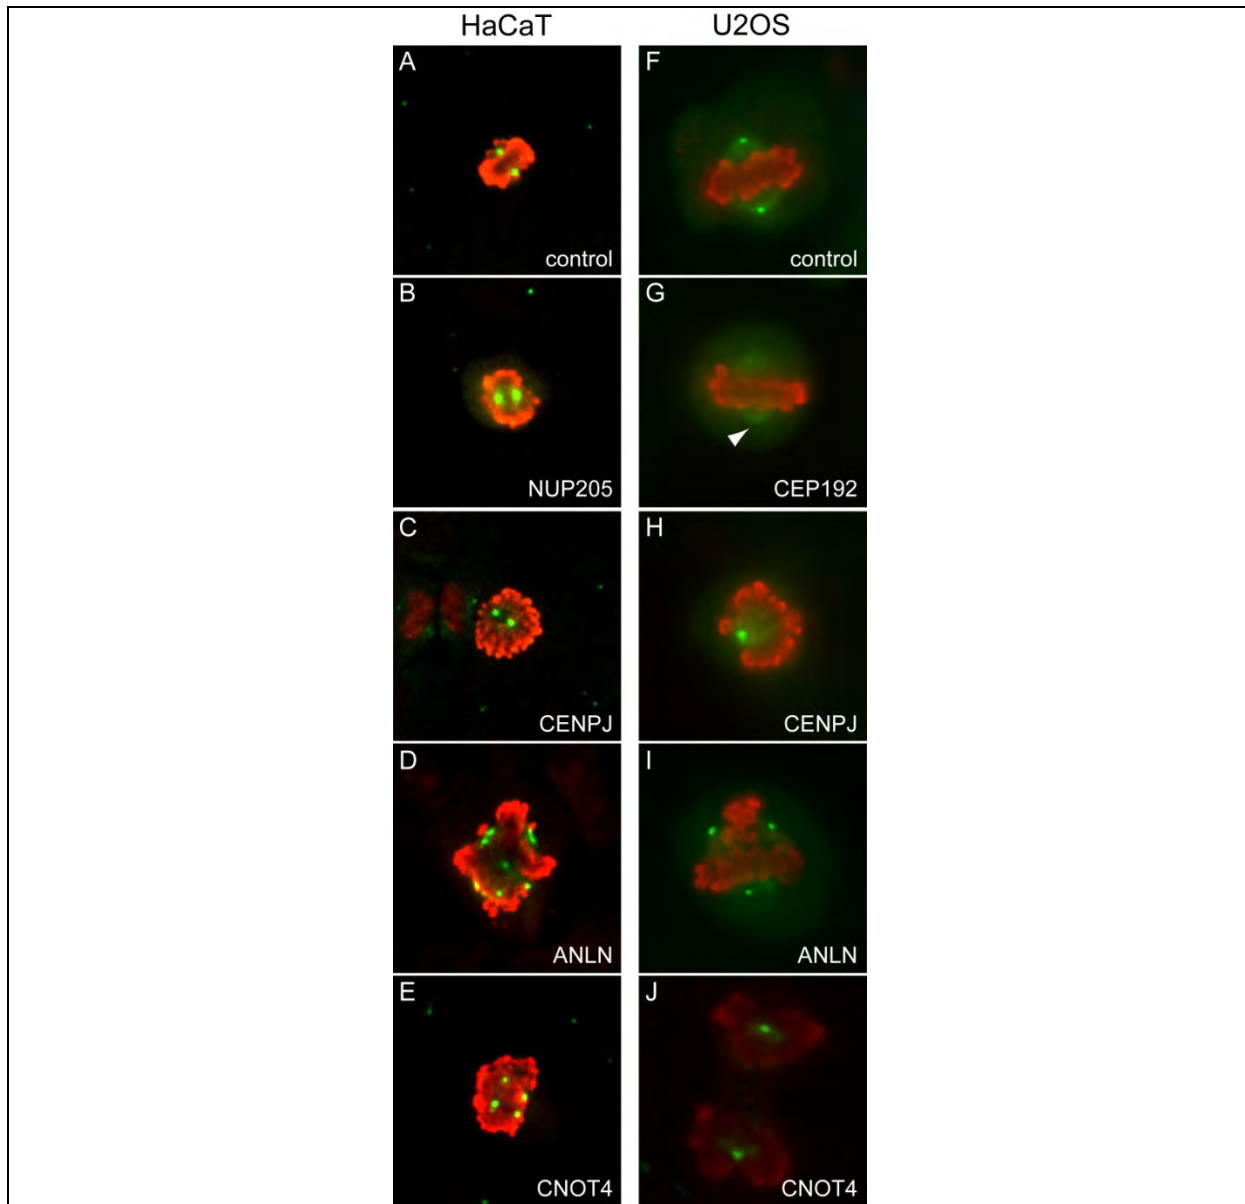 HaCaT U2OS
A F
control control
B G
NUP205 CEP192
C H
CENPJ CENPJ
D I
ANLN ANLN
E J
CNOT4 CNOT4